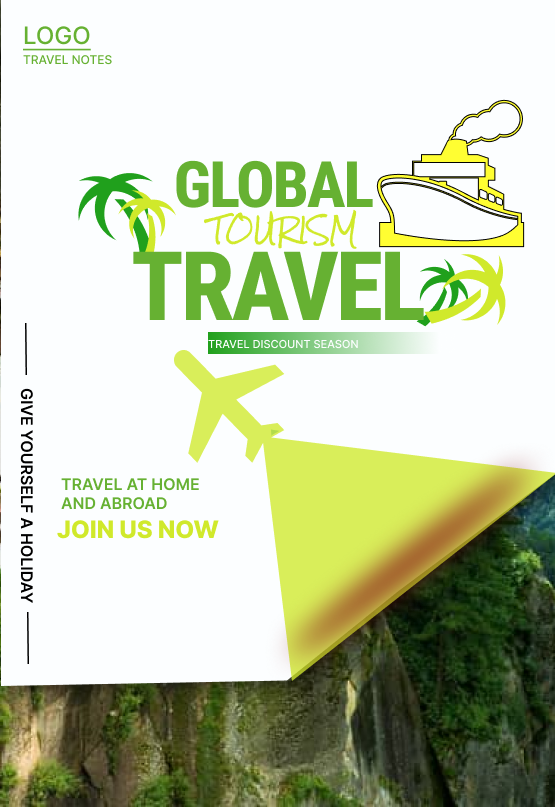 LOGO
TRAVEL NOTES
GLOBAL
TOURISM
TRAVEL
TRAVEL DISCOUNT SEASON
GIVE YOURSELF A HOLIDAY
TRAVEL AT HOME
AND ABROAD
JOIN US NOW